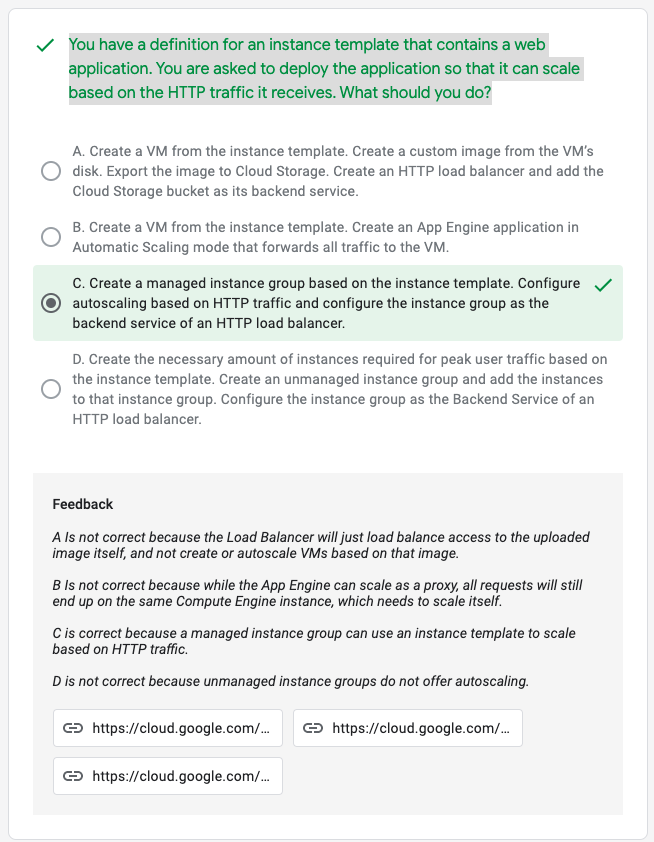 You have a definition for an instance template that contains a web
application. You are asked to deploy the application so that it can scale
based on the HTTP traffic it receives. What should you do?
A. Create a VM from the instance template. Create a custom image from the VM's
disk. Export the image to Cloud Storage. Create an HTTP load balancer and add the
Cloud Storage bucket as its backend service.
B. Create a VM from the instance template. Create an App Engine application in
Automatic Scaling mode that forwards all traffic to the VM.
C. Create a managed instance group based on the instance template. Configure
autoscaling based on HTTP traffic and configure the instance group as the
backend service of an HTTP load balancer.
D. Create the necessary amount of instances required for peak user traffic based on
the instance template. Create an unmanaged instance group and add the instances
to that instance group. Configure the instance group as the Backend Service of an
HTTP load balancer.
Feedback
A Is not correct because the Load Balancer will just load balance access to the uploaded
image itself, and not create or autoscale VMs based on that image.
B Is not correct because while the App Engine can scale as a proxy, all requests will still
end up on the same Compute Engine instance, which needs to scale itself.
C is correct because a managed instance group can use an instance template to scale
based on HTTP traffic.
D is not correct because unmanaged instance groups do not offer autoscaling.
https://cloud.google.com/...
https://cloud.google.com/...
https://cloud.google.com/...